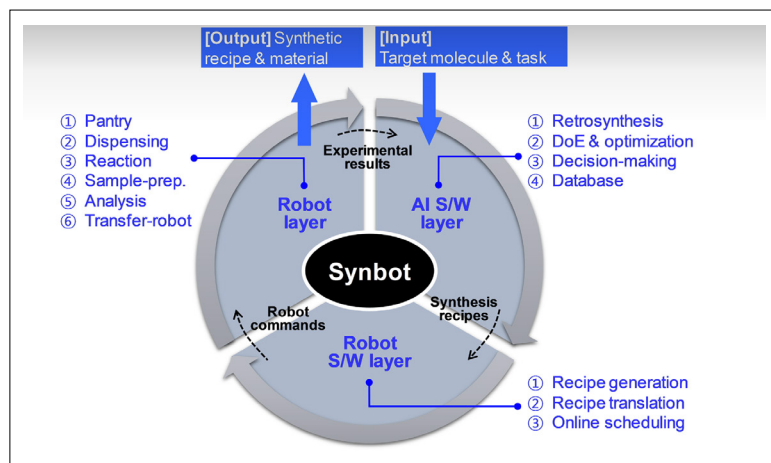 [Output] Synthetic
recipe & material
[Input]
Target molecule & task
① Pantry
② Dispensing
③ Reaction
④ Sample-prep.
⑤ Analysis
⑥ Transfer-robot
Experimental
results
① Retrosynthesis
② DoE & optimization
③ Decision-making
④ Database
Robot
layer
AI S/W
layer
Synbot
Robot
commands
Synthesis
recipes
Robot
S/W layer
① Recipe generation
② Recipe translation
③ Online scheduling